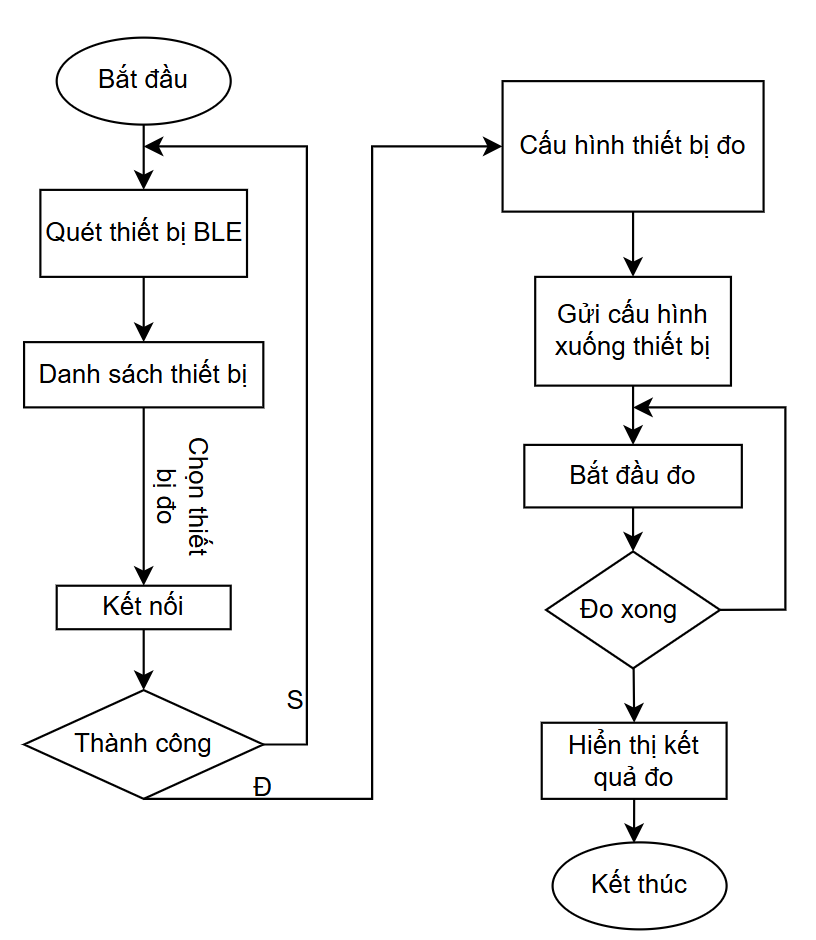 Bắt đầu
Quét thiết bị BLE
Danh sách thiết bị
Chọn thiết
bị đo
Kết nối
Thành công
S
Đ
Cấu hình thiết bị đo
Gửi cấu hình
xuống thiết bị
Bắt đầu đo
Đo xong
Hiển thị kết
quả đo
Kết thúc